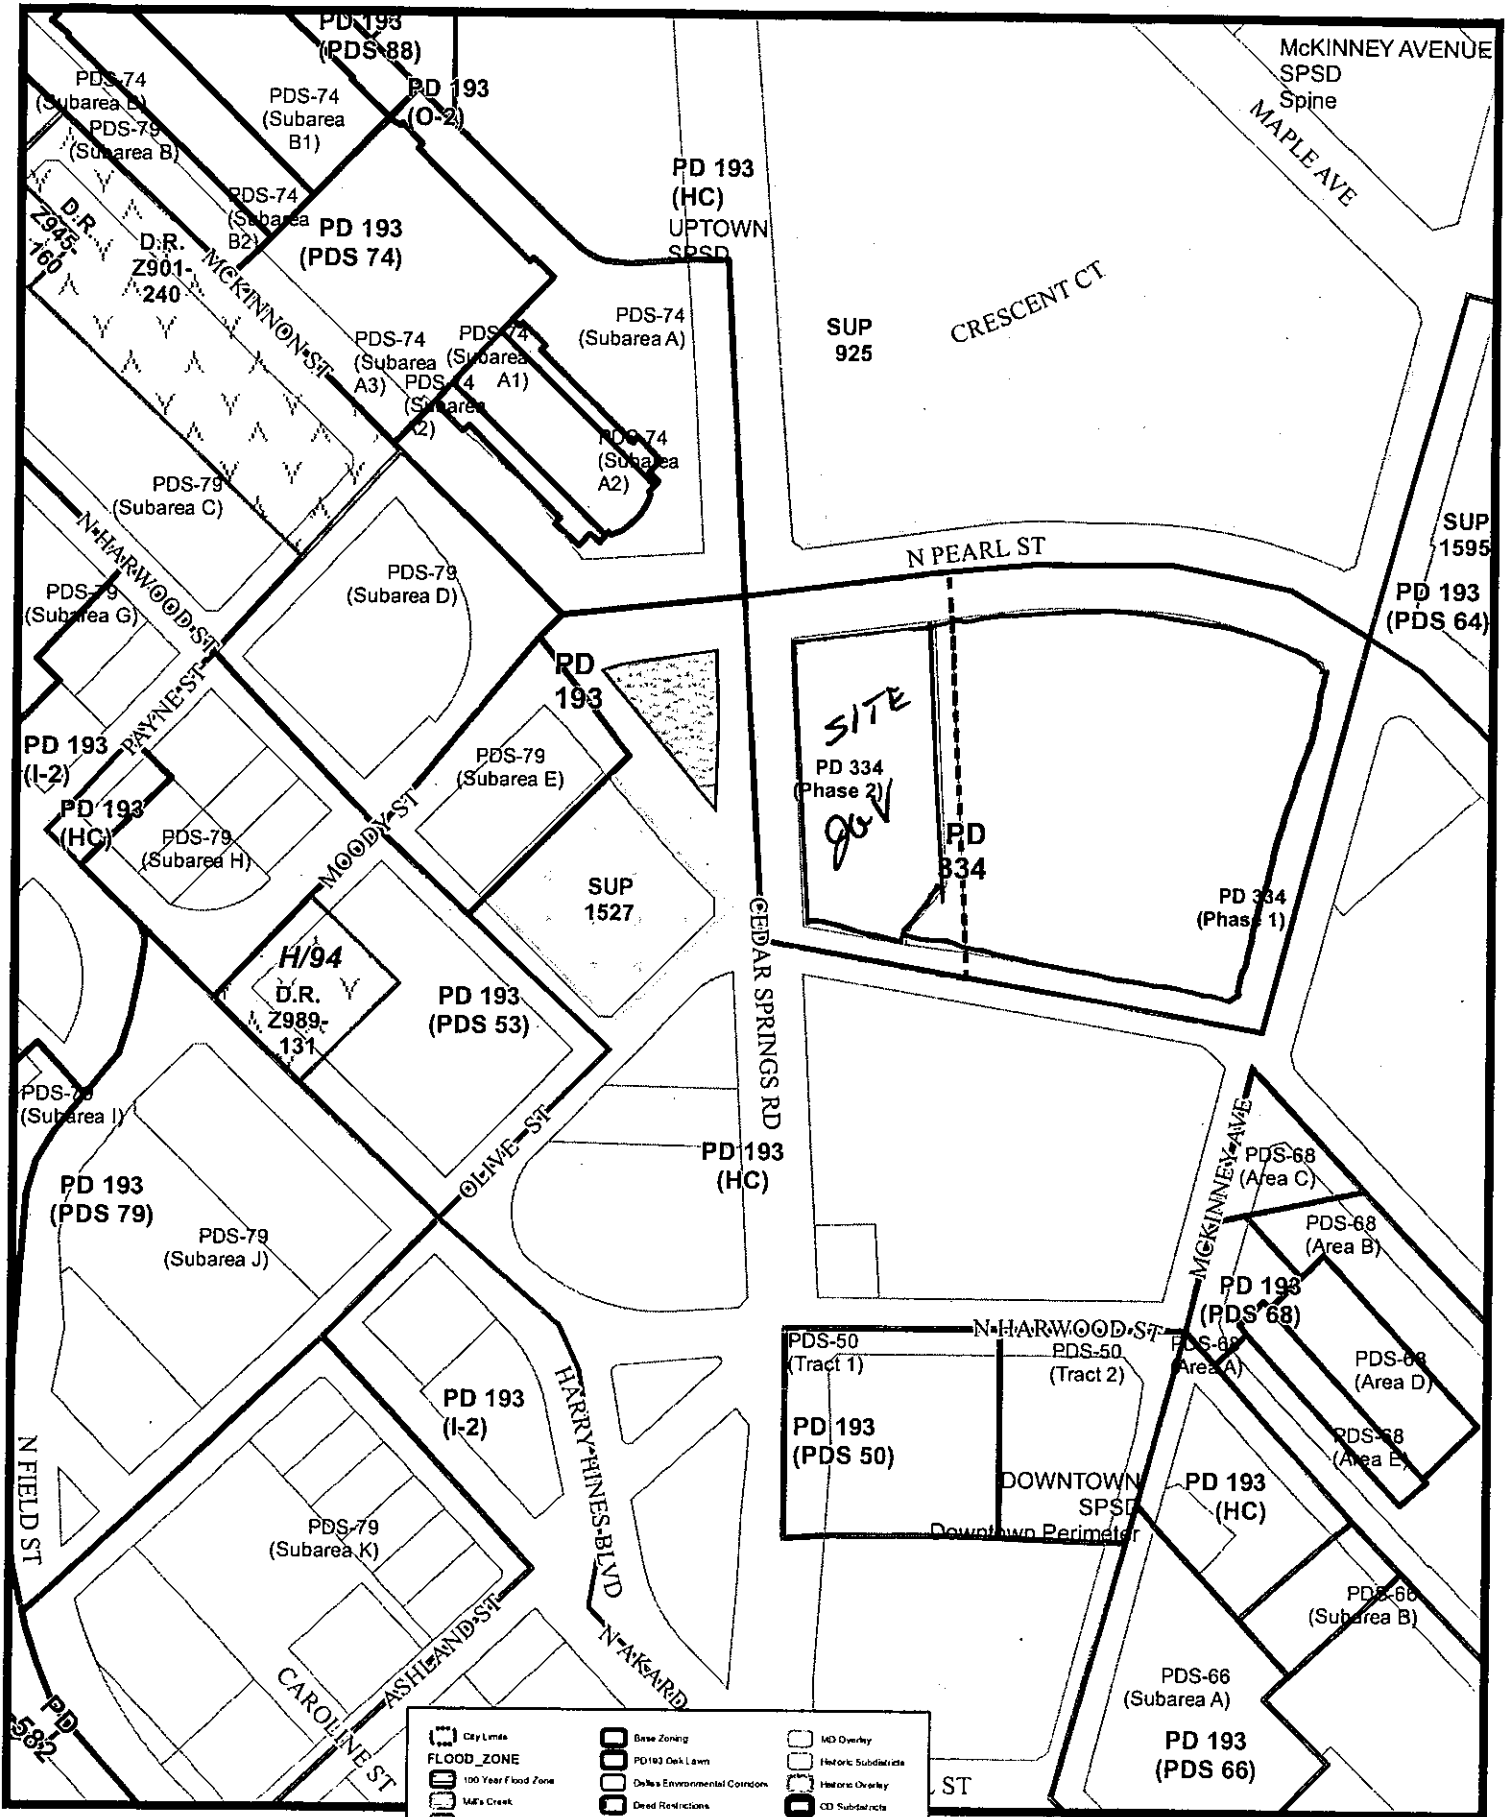 PD 193
(PDS 88)
McKINNEY AVENUE
SPSD
Spine
PDS-74
(Subarea B)
PDS-74
(Subarea
B1)
PD 193
(O-2)
MAPLE AVE
PDS-79
(Subarea B)
PD 193
(HC)
UPTOWN
SPSD
PDS-74
(Subarea
B2)
PD 193
(PDS 74)
D.R.
Z945-
160
D.R.
Z901-
240
MCKINNON ST
CRESCENT CT
SUP
925
PDS-74
(Subarea A)
PDS-74
(Subarea
A3)
PDS-74
(Subarea
A1)
(Subarea
PDS-74
(Subarea
A2)
PDS-79
(Subarea C)
N HARWOOD ST
N PEARL ST
SUP
1595
PD 193
(PDS 64)
PDS-79
(Subarea D)
PDS-79
(Subarea G)
PAYNE ST
PD
193
SITE
PD 334
(Phase 2)
PD
334
PD 334
(Phase 1)
PD 193
(I-2)
PD 193
(HC)
PDS-79
(Subarea E)
PDS-79
(Subarea H)
MOODY ST
SUP
1527
CEDAR SPRINGS RD
H/94
D.R.
Z989-
131
PD 193
(PDS 53)
PDS-79
(Subarea I)
OLIVE ST
PD 193
(HC)
MCKINNEY AVE
PDS-68
(Area C)
PD 193
(PDS 79)
PDS-79
(Subarea J)
PDS-68
(Area B)
PD 193
(PDS 68)
N HARWOOD ST
PDS-50
(Tract 1)
PDS-50
(Tract 2)
PDS-68
(Area A)
PDS-68
(Area D)
PD 193
(I-2)
HARRY HINES BLVD
PD 193
(PDS 50)
PDS-68
(Area E)
N FIELD ST
DOWNTOWN
SPSD
Downtown Perimeter
PD 193
(HC)
PDS-79
(Subarea K)
PDS-66
(Subarea B)
ASHLAND ST
N AKARD
CAROLINE ST
PDS-66
(Subarea A)
PD 193
(PDS 66)
PD
582
City Limits
FLOOD_ZONE
100 Year Flood Zone
Mill's Creek
Base Zoning
PD193 Oak Lawn
Dallas Environmental Corridors
Deed Restrictions
MD Overlay
Historic Subdistricts
Historic Overlay
CD Subdistricts
ST